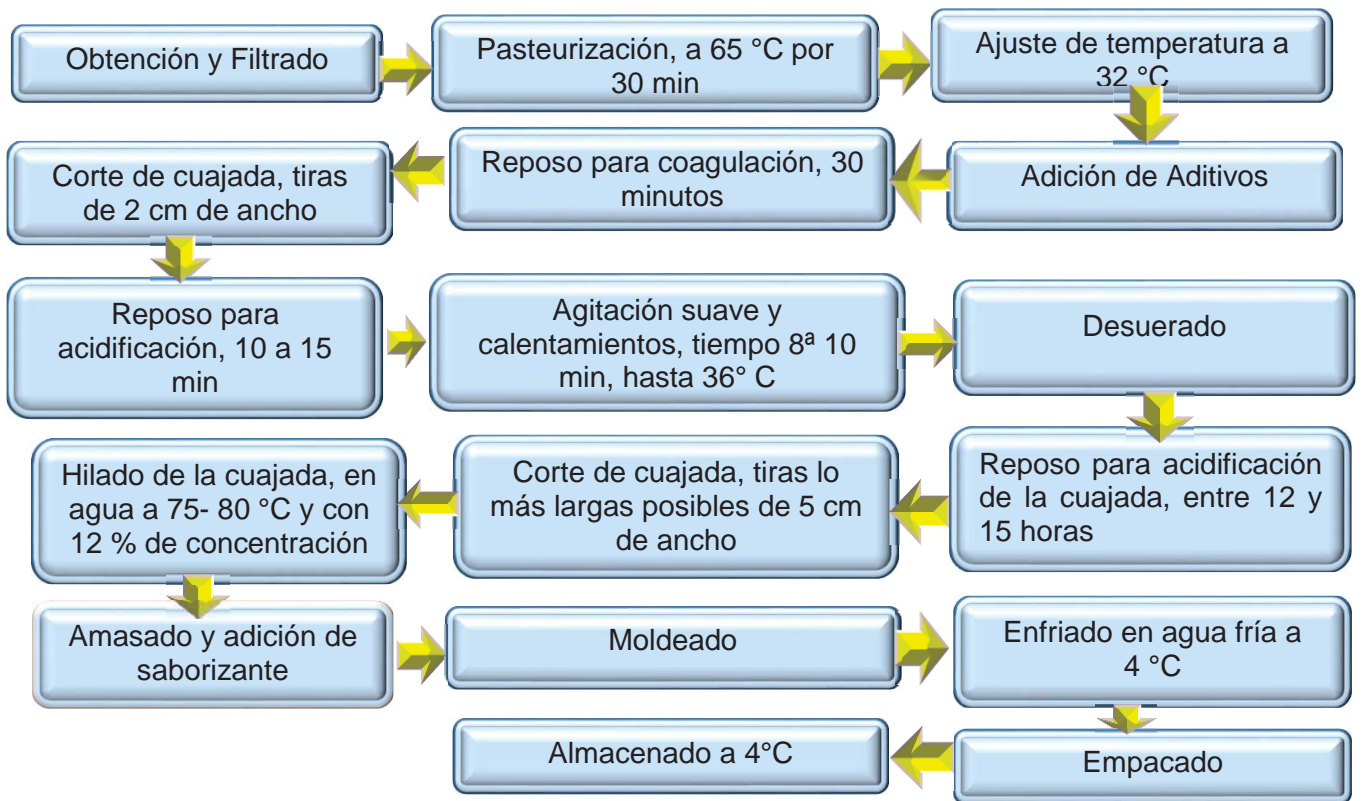 Obtención y Filtrado
Pasteurización, a 65 °C por
30 min
Ajuste de temperatura a
32 °C
Adición de Aditivos
Reposo para coagulación, 30
minutos
Corte de cuajada, tiras
de 2 cm de ancho
Reposo para
acidificación, 10 a 15
min
Agitación suave y
calentamientos, tiempo 8ª 10
min, hasta 36° C
Desuerado
Reposo para acidificación
de la cuajada, entre 12 y
15 horas
Corte de cuajada, tiras lo
más largas posibles de 5 cm
de ancho
Hilado de la cuajada, en
agua a 75- 80 °C y con
12 % de concentración
Amasado y adición de
saborizante
Moldeado
Enfriado en agua fría a
4 °C
Empacado
Almacenado a 4°C